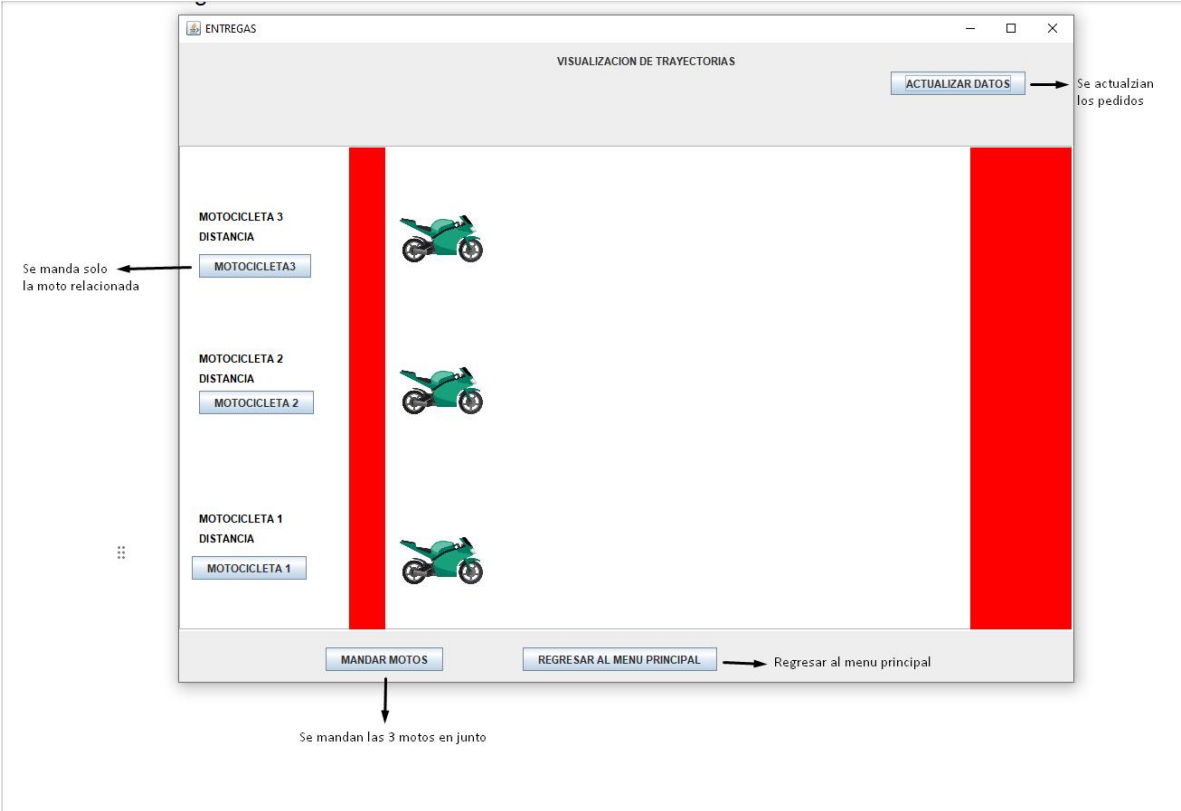 ENTREGAS
VISUALIZACION DE TRAYECTORIAS
ACTUALIZAR DATOS
Se actualzian
los pedidos
MOTOCICLETA 3
DISTANCIA
MOTOCICLETA3
Se manda solo
la moto relacionada
MOTOCICLETA 2
DISTANCIA
MOTOCICLETA 2
MOTOCICLETA 1
DISTANCIA
MOTOCICLETA 1
MANDAR MOTOS
REGRESAR AL MENU PRINCIPAL
Regresar al menu principal
Se mandan las 3 motos en junto